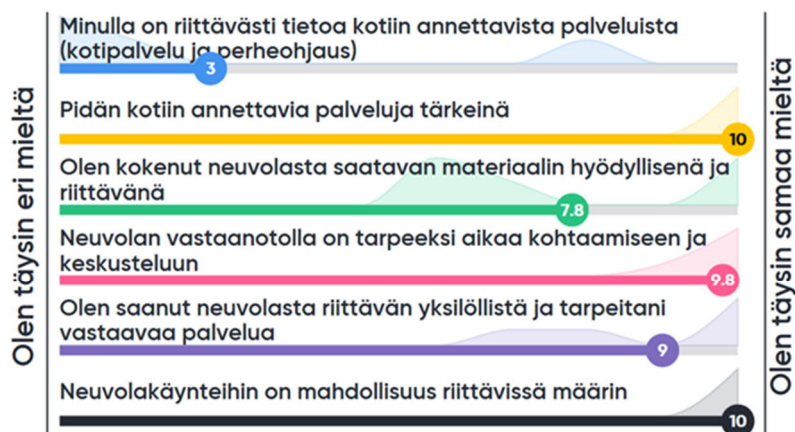 Minulla on riittävästi tietoa kotiin annettavista palveluista
(kotipalvelu ja perheohjaus)
3
Pidän kotiin annettavia palveluja tärkeinä
10
Olen kokenut neuvolasta saatavan materiaalin hyödyllisenä ja
riittävänä
7.8
Neuvolan vastaanotolla on tarpeeksi aikaa kohtaamiseen ja
keskusteluun
9.8
Olen saanut neuvolasta riittävän yksilöllistä ja tarpeitani
vastaavaa palvelua
9
Neuvolakäynteihin on mahdollisuus riittävissä määrin
10
Olen täysin eri mieltä
Olen täysin samaa mieltä